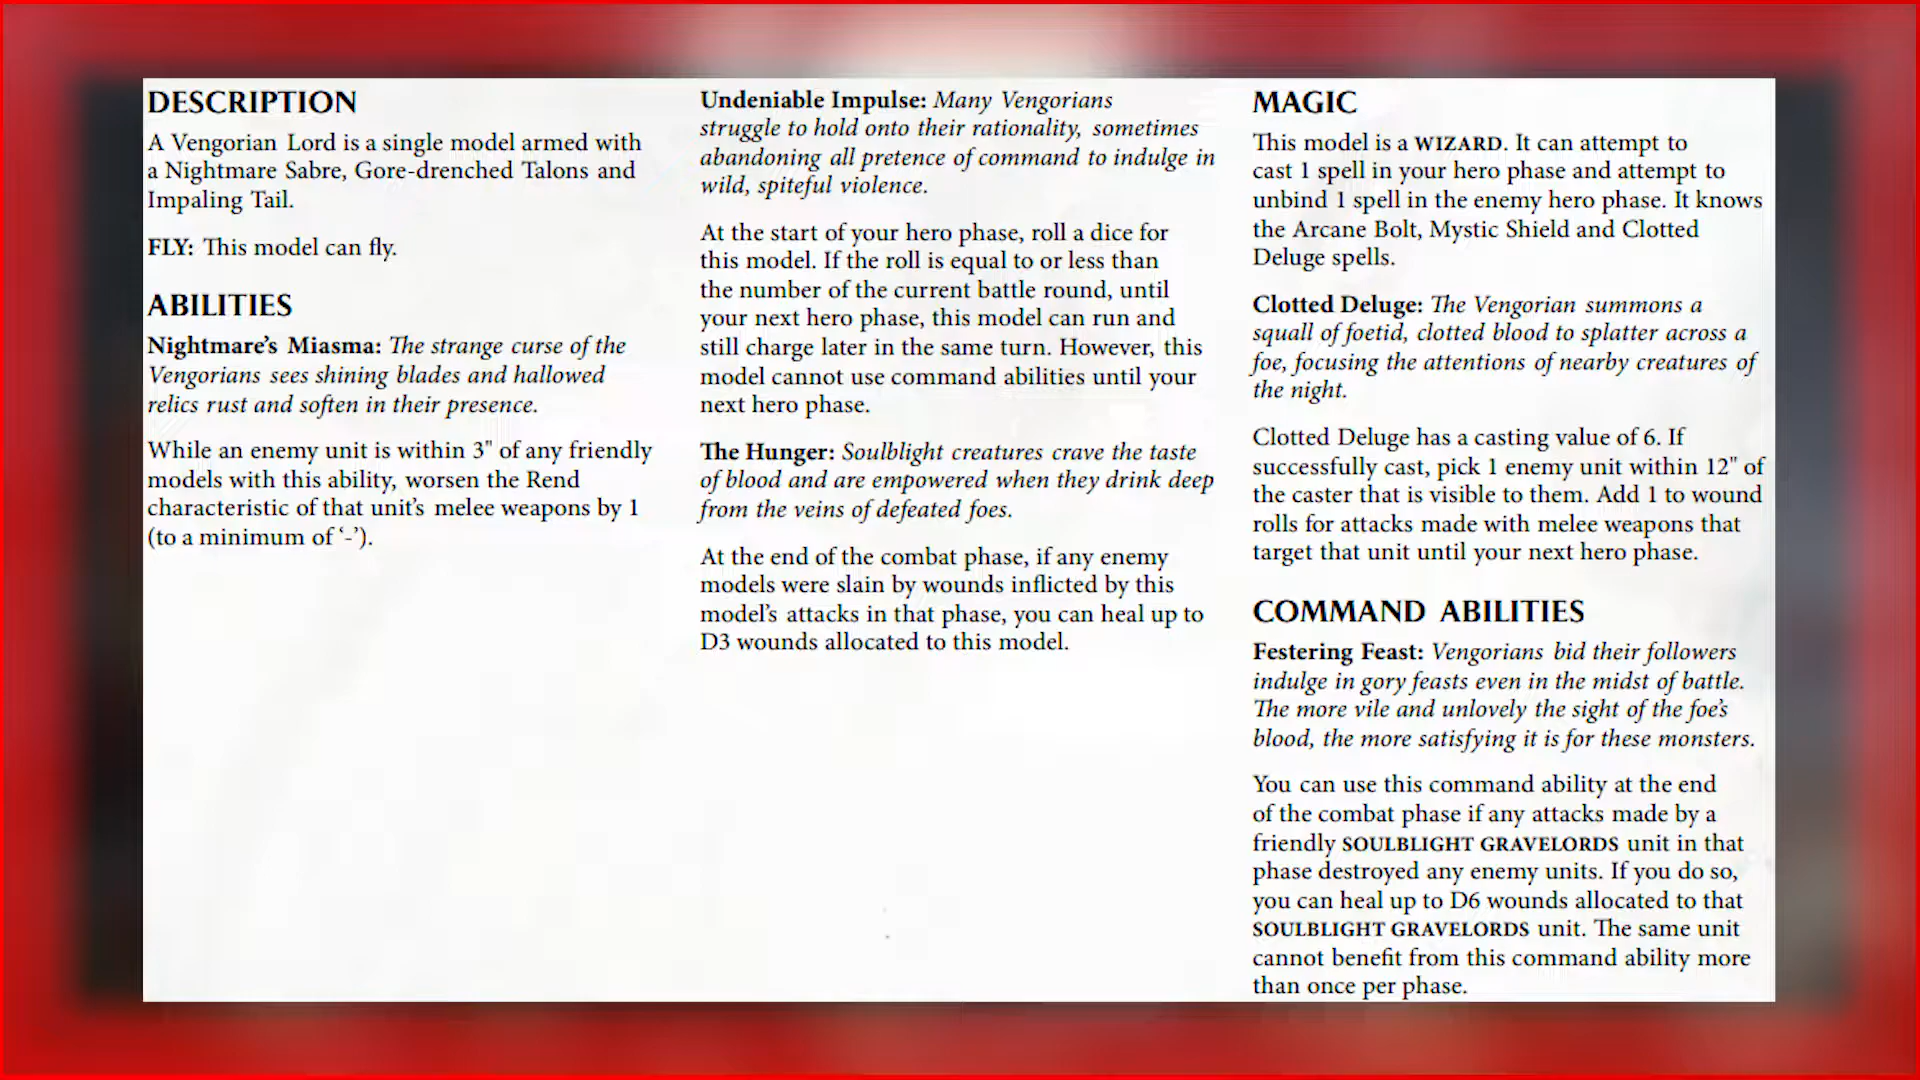 DESCRIPTION
A Vengorian Lord is a single model armed with
a Nightmare Sabre, Gore-drenched Talons and
Impaling Tail.
FLY: This model can fly.
ABILITIES
Nightmare’s Miasma: The strange curse of the
Vengorians sees shining blades and hallowed
relics rust and soften in their presence.
While an enemy unit is within 3" of any friendly
models with this ability, worsen the Rend
characteristic of that unit’s melee weapons by 1
(to a minimum of ‘-’).
Undeniable Impulse: Many Vengorians
struggle to hold onto their rationality, sometimes
abandoning all pretence of command to indulge in
wild, spiteful violence.
At the start of your hero phase, roll a dice for
this model. If the roll is equal to or less than
the number of the current battle round, until
your next hero phase, this model can run and
still charge later in the same turn. However, this
model cannot use command abilities until your
next hero phase.
The Hunger: Soulblight creatures crave the taste
of blood and are empowered when they drink deep
from the veins of defeated foes.
At the end of the combat phase, if any enemy
models were slain by wounds inflicted by this
model’s attacks in that phase, you can heal up to
D3 wounds allocated to this model.
MAGIC
This model is a WIZARD. It can attempt to
cast 1 spell in your hero phase and attempt to
unbind 1 spell in the enemy hero phase. It knows
the Arcane Bolt, Mystic Shield and Clotted
Deluge spells.
Clotted Deluge: The Vengorian summons a
squall of foetid, clotted blood to splatter across a
foe, focusing the attentions of nearby creatures of
the night.
Clotted Deluge has a casting value of 6. If
successfully cast, pick 1 enemy unit within 12" of
the caster that is visible to them. Add 1 to wound
rolls for attacks made with melee weapons that
target that unit until your next hero phase.
COMMAND ABILITIES
Festering Feast: Vengorians bid their followers
indulge in gory feasts even in the midst of battle.
The more vile and unlovely the sight of the foe’s
blood, the more satisfying it is for these monsters.
You can use this command ability at the end
of the combat phase if any attacks made by a
friendly SOULBLIGHT GRAVELORDS unit in that
phase destroyed any enemy units. If you do so,
you can heal up to D6 wounds allocated to that
SOULBLIGHT GRAVELORDS unit. The same unit
cannot benefit from this command ability more
than once per phase.